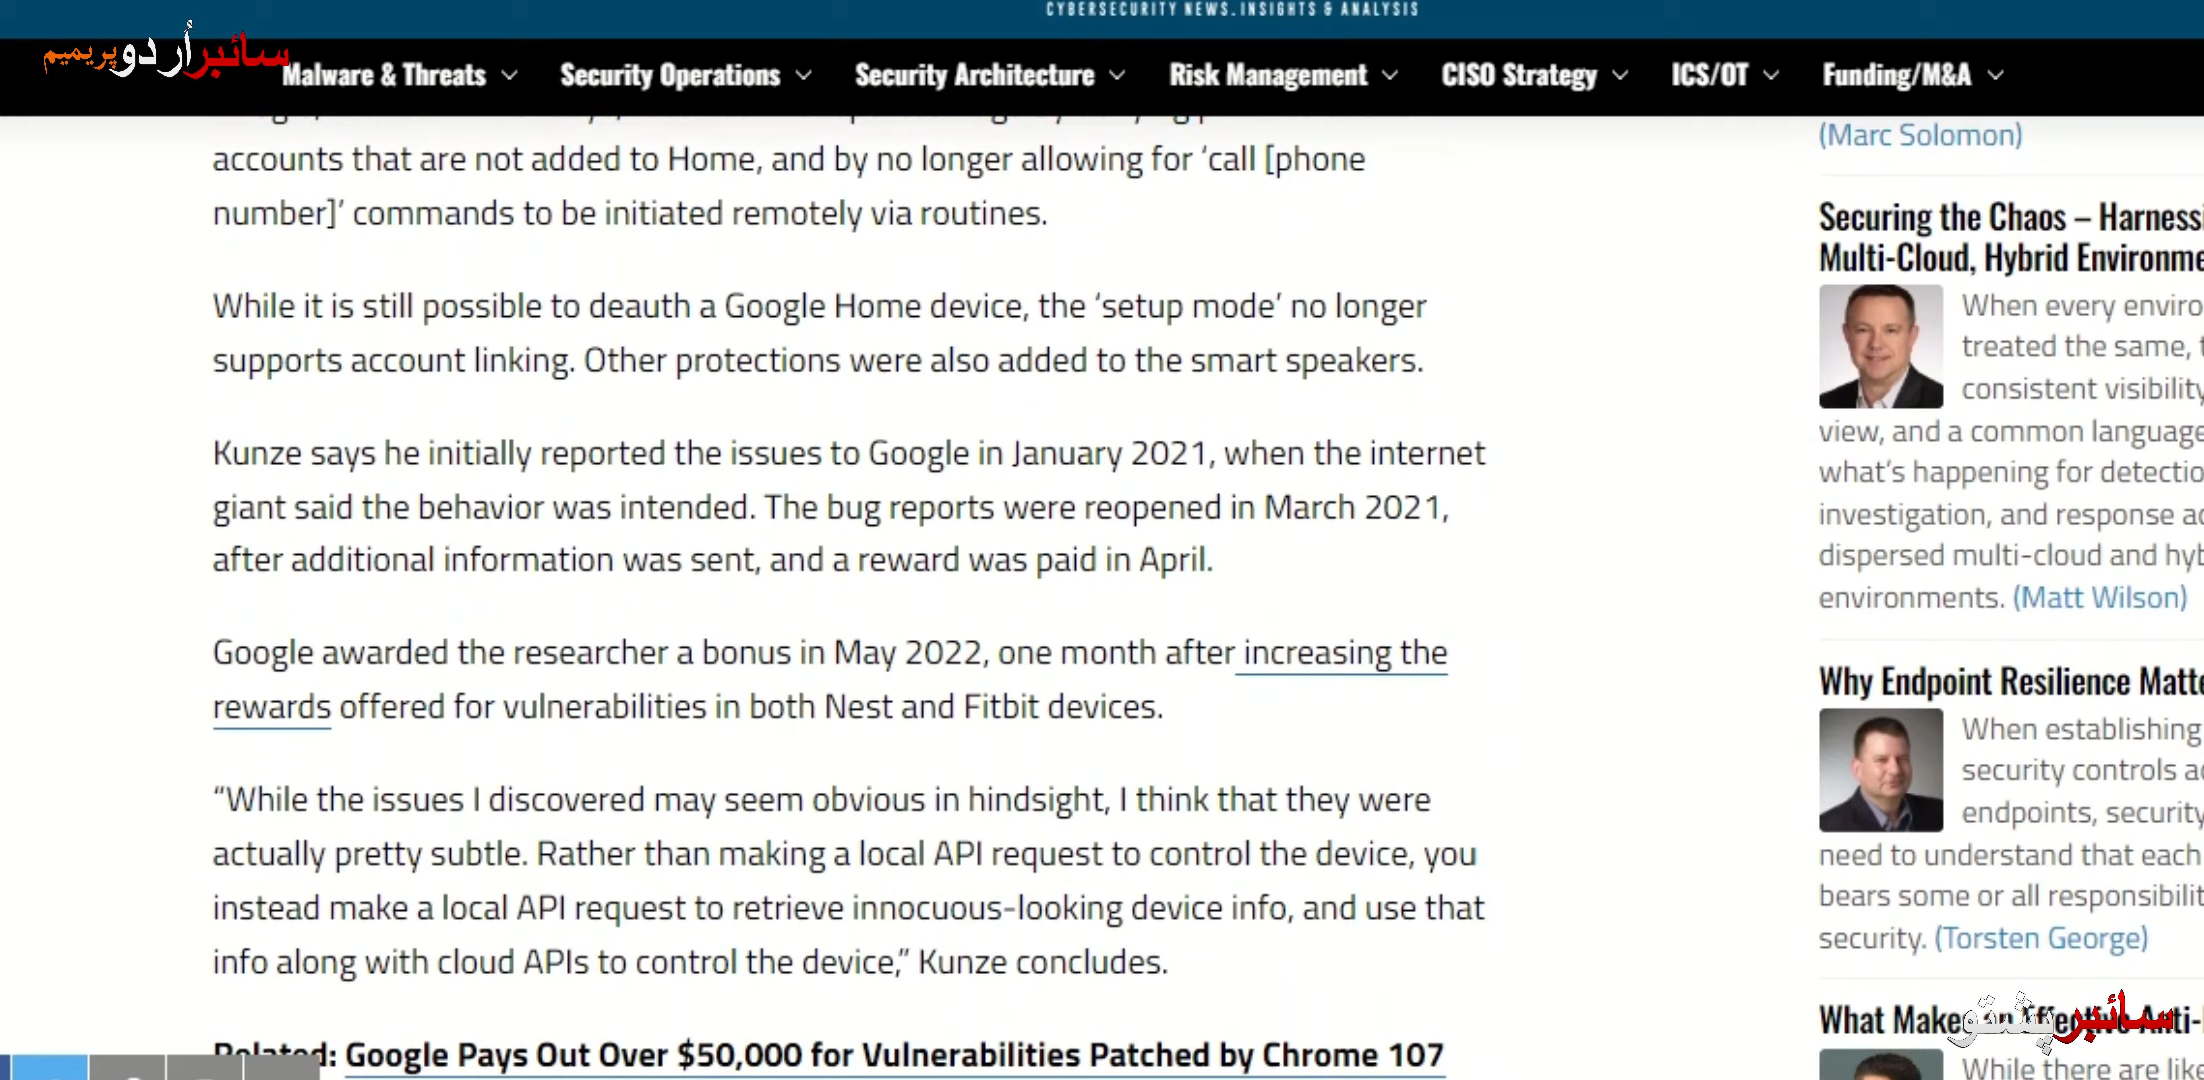 CYBERSECURITY NEWS, INSIGHTS & ANALYSIS
سائبر أردو پریمیم
Malware & Threats
Security Operations
Security Architecture
Risk Management
CISO Strategy
ICS/OT
Funding/M&A
accounts that are not added to Home, and by no longer allowing for ‘call [phone
number]’ commands to be initiated remotely via routines.
While it is still possible to deauth a Google Home device, the ‘setup mode’ no longer
supports account linking. Other protections were also added to the smart speakers.
Kunze says he initially reported the issues to Google in January 2021, when the internet
giant said the behavior was intended. The bug reports were reopened in March 2021,
after additional information was sent, and a reward was paid in April.
Google awarded the researcher a bonus in May 2022, one month after increasing the
rewards offered for vulnerabilities in both Nest and Fitbit devices.
“While the issues I discovered may seem obvious in hindsight, I think that they were
actually pretty subtle. Rather than making a local API request to control the device, you
instead make a local API request to retrieve innocuous-looking device info, and use that
info along with cloud APIs to control the device,” Kunze concludes.
Related: Google Pays Out Over $50,000 for Vulnerabilities Patched by Chrome 107
(Marc Solomon)
Securing the Chaos –
Multi-Cloud, Hybrid
When every
treated the same,
consistent visibility
view, and a common language
what’s happening for
investigation, and response
dispersed multi-cloud and
environments. (Matt Wilson)
Why Endpoint Resilience
When establishing
security controls
endpoints, security
need to understand that each
bears some or all
security. (Torsten George)
What Makes an Effective Anti-
سائبر پشتو
While there are